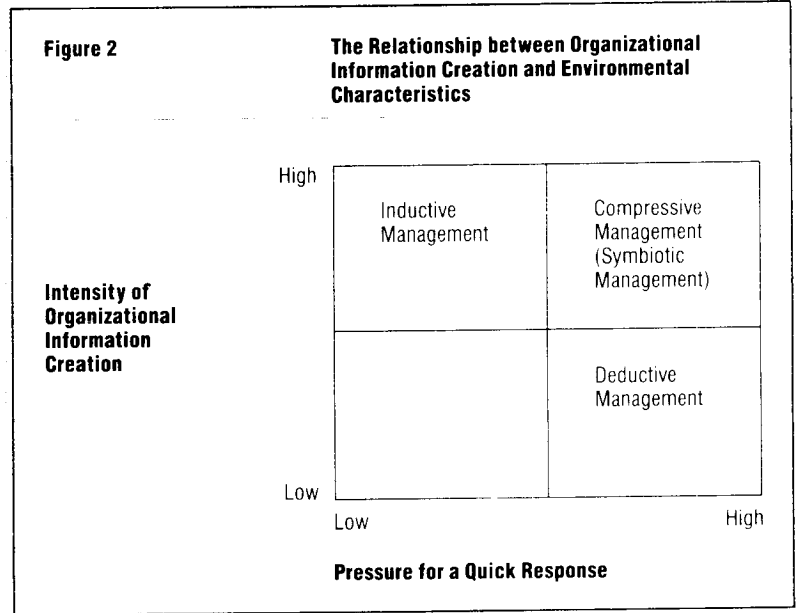 Figure 2
The Relationship between Organizational
Information Creation and Environmental
Characteristics
High
Inductive
Management
Compressive
Management
(Symbiotic
Management)
Intensity of
Organizational
Information
Creation
Deductive
Management
Low
Low
High
Pressure for a Quick Response